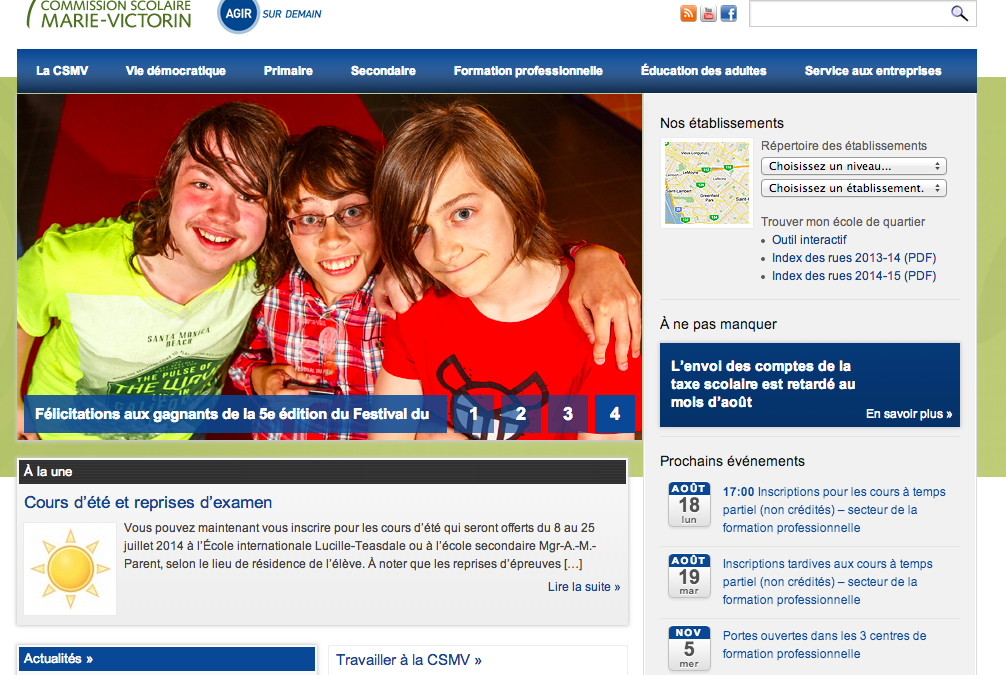 COMMISSION SCOLAIRE
MARIE-VICTORIN
AGIR SUR DEMAIN
La CSMV Vie démocratique Primaire Secondaire Formation professionnelle Éducation des adultes Service aux entreprises
SANTA MONICA
BEACH
THE PULSE OF
THE WAVE
Félicitations aux gagnants de la 5e édition du Festival du
1 2 3 4
Nos établissements
Répertoire des établissements
Choisissez un niveau...
Choisissez un établissement.
Trouver mon école de quartier
Outil interactif
Index des rues 2013-14 (PDF)
Index des rues 2014-15 (PDF)
À ne pas manquer
L'envoi des comptes de la
taxe scolaire est retardé au
mois d'août
En savoir plus »
Prochains événements
AOÛT
18
lun
17:00 Inscriptions pour les cours à temps
partiel (non crédités) – secteur de la
formation professionnelle
AOÛT
19
mar
Inscriptions tardives aux cours à temps
partiel (non crédités) – secteur de la
formation professionnelle
NOV
5
mer
Portes ouvertes dans les 3 centres de
formation professionnelle
À la une
Cours d'été et reprises d'examen
Vous pouvez maintenant vous inscrire pour les cours d'été qui seront offerts du 8 au 25
juillet 2014 à l'École internationale Lucille-Teasdale ou à l'école secondaire Mgr-A.-M.-
Parent, selon le lieu de résidence de l'élève. À noter que les reprises d'épreuves [...]
Lire la suite »
Actualités »
Travailler à la CSMV »